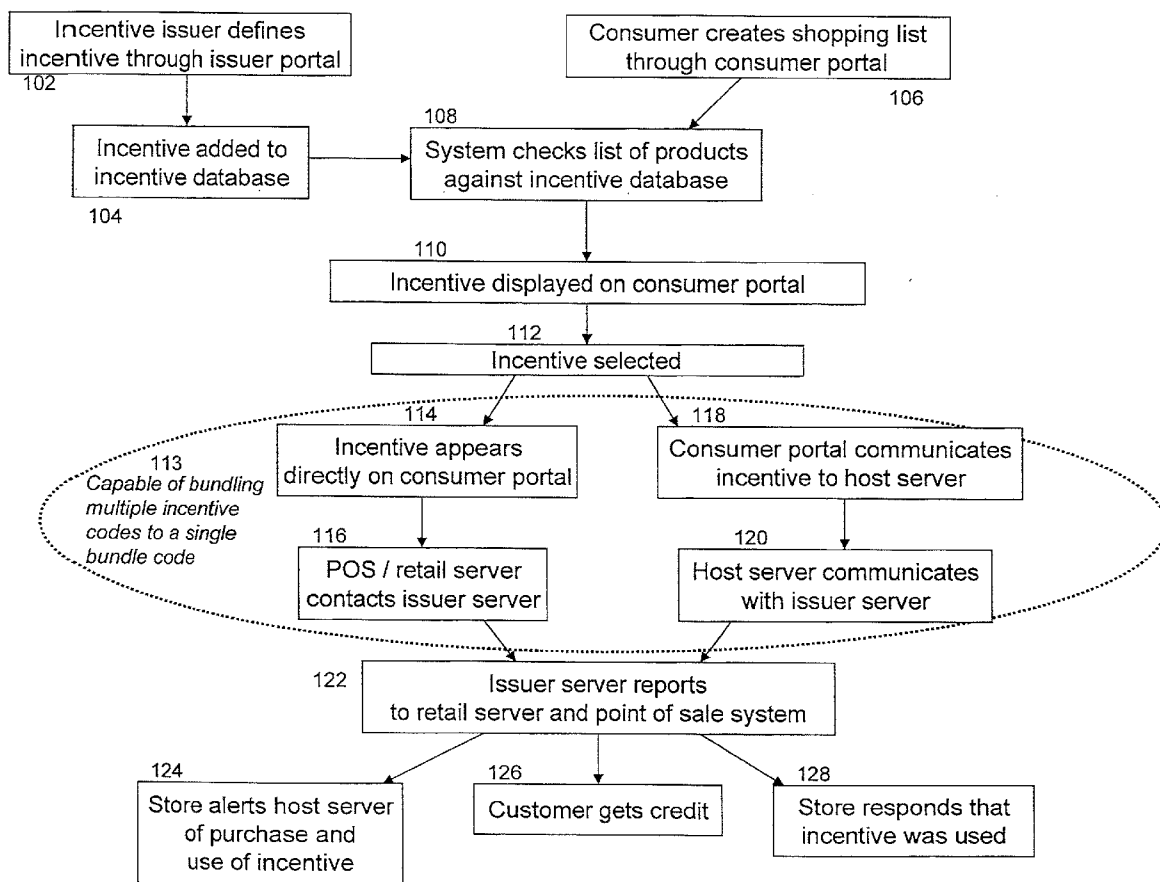 Incentive issuer defines
incentive through issuer portal
102
Consumer creates shopping list
through consumer portal
106
Incentive added to
incentive database
104
108
System checks list of products
against incentive database
110
Incentive displayed on consumer portal
112
Incentive selected
113
Capable of bundling
multiple incentive
codes to a single
bundle code
114
Incentive appears
directly on consumer portal
118
Consumer portal communicates
incentive to host server
116
POS / retail server
contacts issuer server
120
Host server communicates
with issuer server
122
Issuer server reports
to retail server and point of sale system
124
Store alerts host server
of purchase and
use of incentive
126
Customer gets credit
128
Store responds that
incentive was used